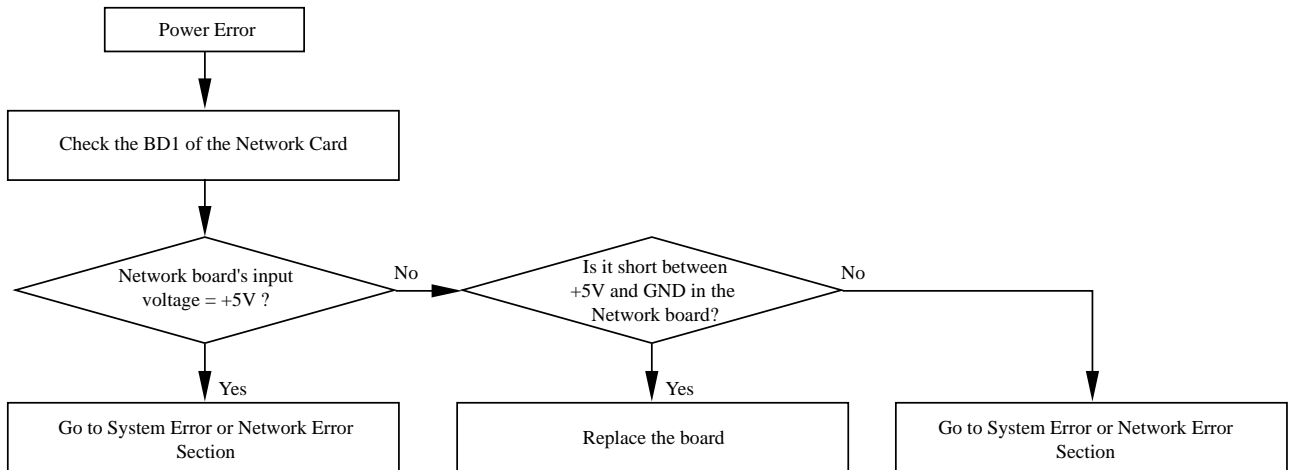 Power Error
Check the BD1 of the Network Card
Network board's input
voltage = +5V ?
No
Is it short between
+5V and GND in the
Network board?
No
Yes
Yes
Go to System Error or Network Error
Section
Replace the board
Go to System Error or Network Error
Section